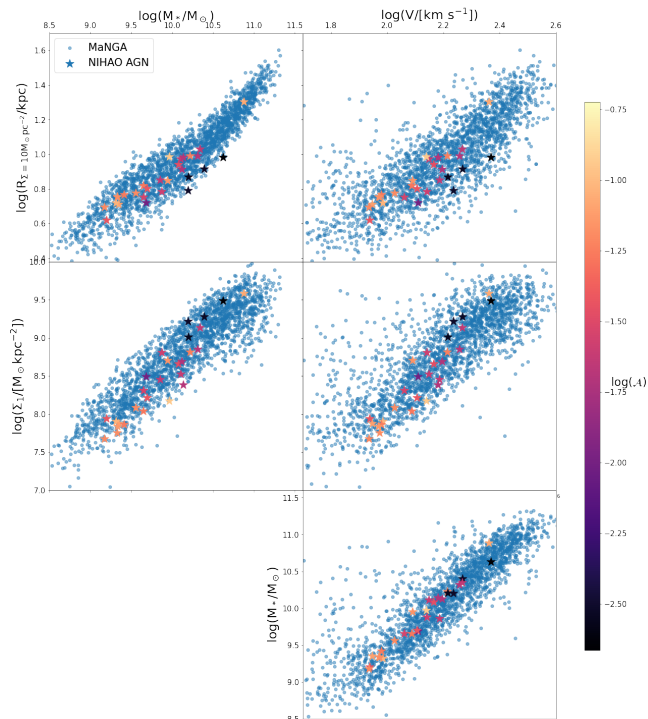 log(M∗/M⊙)
log(V/[km s⁻¹])
8.5 9.0 9.5 10.0 10.5 11.0 11.5
1.8 2.0 2.2 2.4 2.6
MaNGA
NIHAO AGN
log(R_Σ=10M⊙pc⁻²/kpc)
1.6
1.4
1.2
1.0
0.8
0.6
0.4
log(Σ₁/[M⊙kpc⁻²])
10.0
9.5
9.0
8.5
8.0
7.5
7.0
log(M∗/M⊙)
11.5
11.0
10.5
10.0
9.5
9.0
8.5
log(𝒜)
−0.75
−1.00
−1.25
−1.50
−1.75
−2.00
−2.25
−2.50